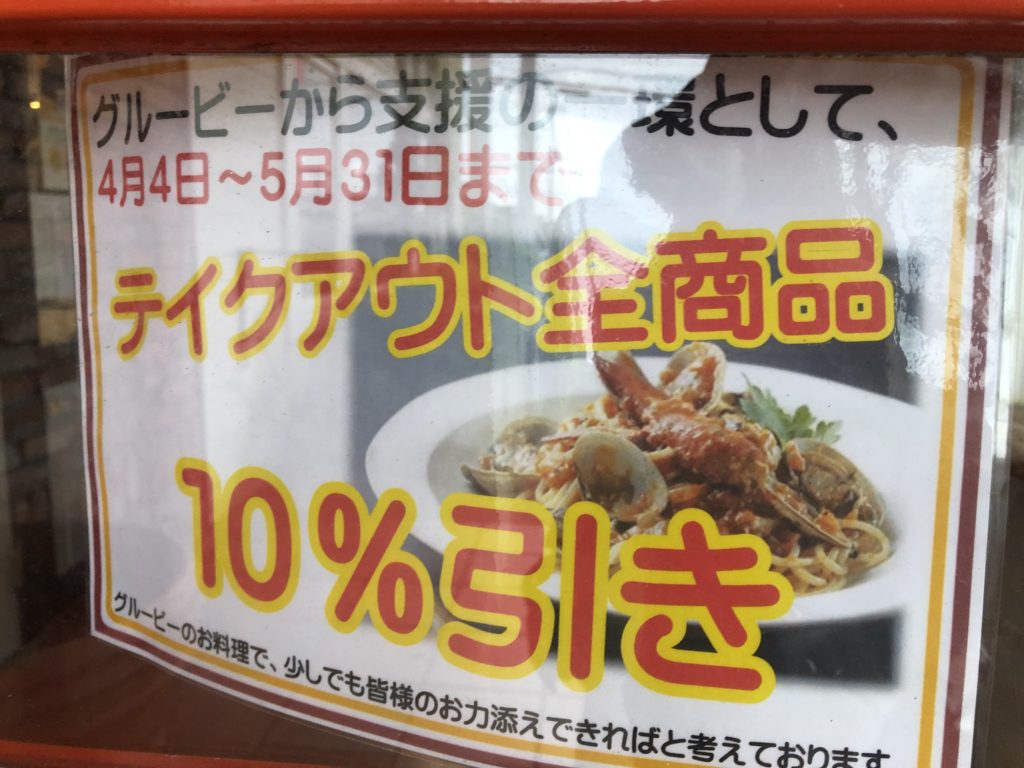 グルービーから支援の一環として、
4月4日～5月31日まで
テイクアウト全商品
10%引き
グルービーのお料理で、少しでも皆様のお力添えできればと考えております